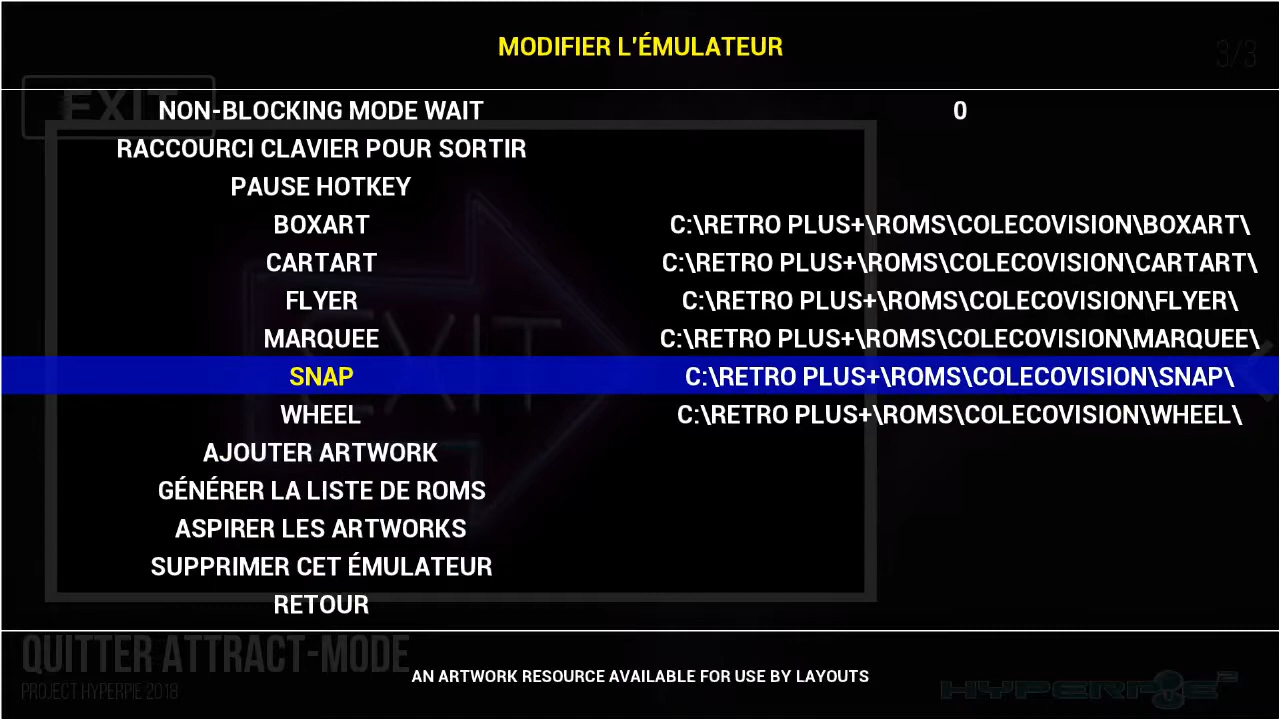 MODIFIER L'ÉMULATEUR
3/3
EXIT
NON-BLOCKING MODE WAIT 0
RACCOURCI CLAVIER POUR SORTIR
PAUSE HOTKEY
BOXART C:\RETRO PLUS+\ROMS\COLECOVISION\BOXART\
CARTART C:\RETRO PLUS+\ROMS\COLECOVISION\CARTART\
FLYER C:\RETRO PLUS+\ROMS\COLECOVISION\FLYER\
MARQUEE C:\RETRO PLUS+\ROMS\COLECOVISION\MARQUEE\
EXIT
SNAP C:\RETRO PLUS+\ROMS\COLECOVISION\SNAP\
WHEEL C:\RETRO PLUS+\ROMS\COLECOVISION\WHEEL\
AJOUTER ARTWORK
GÉNÉRER LA LISTE DE ROMS
ASPIRER LES ARTWORKS
SUPPRIMER CET ÉMULATEUR
RETOUR
QUITTER ATTRACT-MODE
AN ARTWORK RESOURCE AVAILABLE FOR USE BY LAYOUTS
PROJECT HYPERPIE 2018
HYPERPIE2